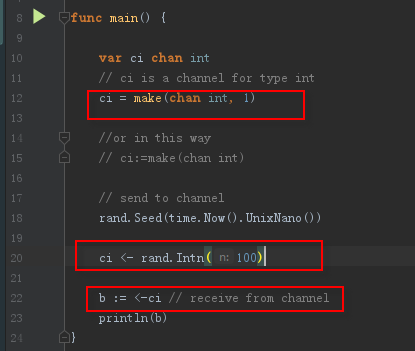 8 func main() {
9
10 var ci chan int
11 // ci is a channel for type int
12 ci = make(chan int, 1)
13
14 //or in this way
15 // ci:=make(chan int)
16
17 // send to channel
18 rand.Seed(time.Now().UnixNano())
19
20 ci <- rand.Intn( n: 100)
21
22 b := <-ci // receive from channel
23 println(b)
24 }